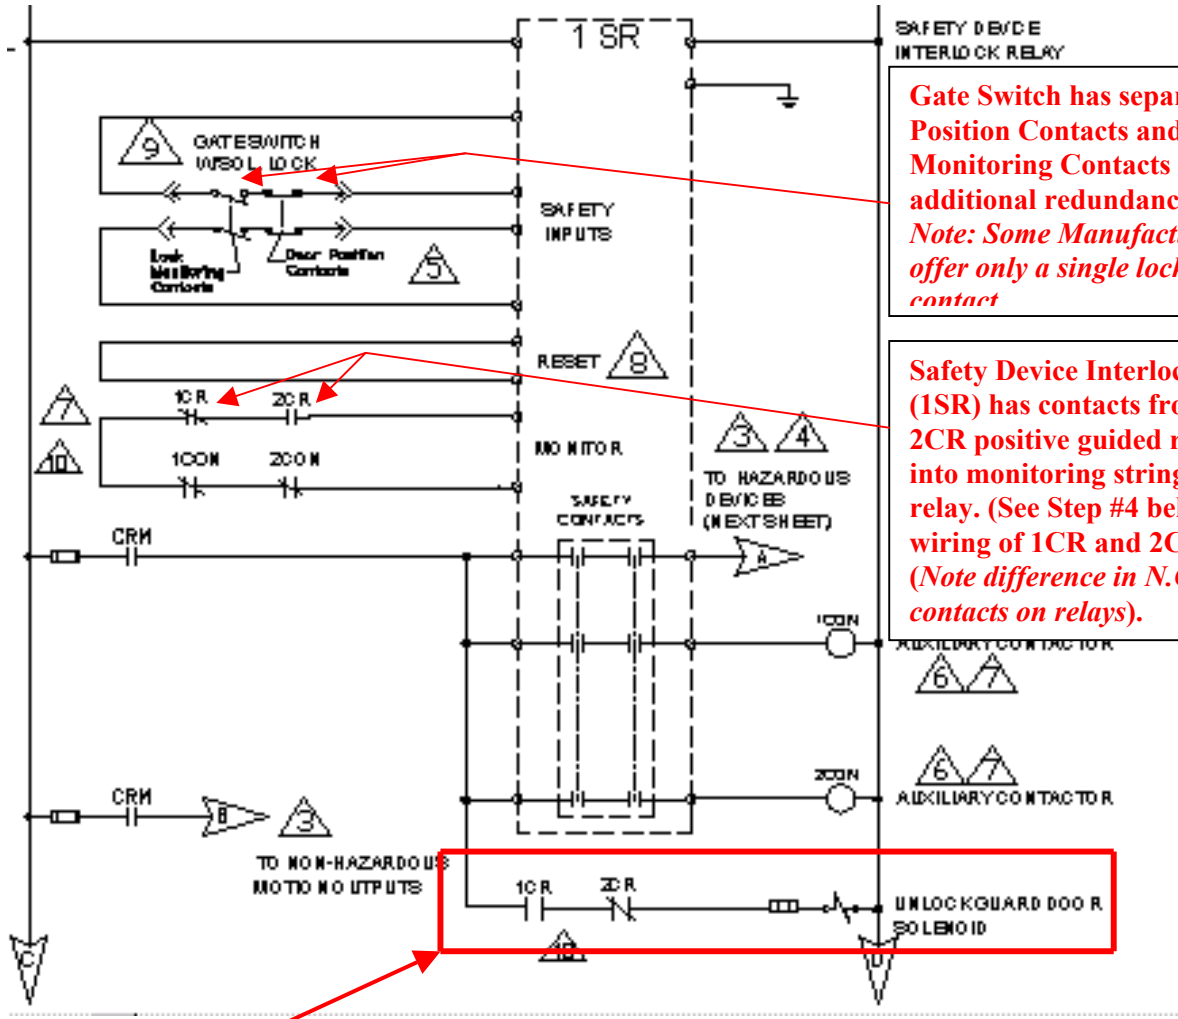 1 SR
SAFETY DEVICE
INTERLOCK RELAY
Gate Switch has separ
Position Contacts and
Monitoring Contacts
additional redundanc
Note: Some Manufactu
offer only a single lock
contact
9
GATE SWITCH
W/SOL LOCK
SAFETY
INPUTS
Lock
Monitoring
Contacts
Door Position
Contacts
5
RESET
8
Safety Device Interloc
(1SR) has contacts fro
2CR positive guided r
into monitoring string
relay. (See Step #4 bel
wiring of 1CR and 2C
(Note difference in N.C
contacts on relays).
7
1CR
2CR
10
1CON
2CON
MONITOR
3
4
TO HAZARDOUS
DEVICES
(NEXT SHEET)
SAFETY
CONTACTS
CRM
A
1CON
AUXILIARY CONTACTOR
6
7
2CON
6
7
AUXILIARY CONTACTOR
CRM
B
3
TO NON-HAZARDOUS
MOTION OUTPUTS
1CR
2CR
10
UNLOCK GUARD DOOR
SOLENOID
C
D